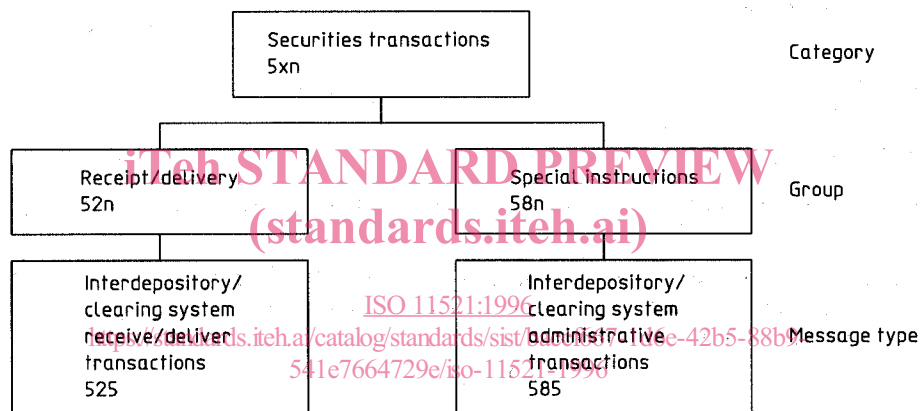 Securities transactions
5xn
Category
iTeh STANDARD PREVIEW
Receipt/delivery
52n
Special instructions
58n
Group
(standards.iteh.ai)
Interdepository/
clearing system
receive/deliver
transactions
525
Interdepository/
clearing system
administrative
transactions
585
Message type
ISO 11521:1996
541e7664729e/iso-11521-1996